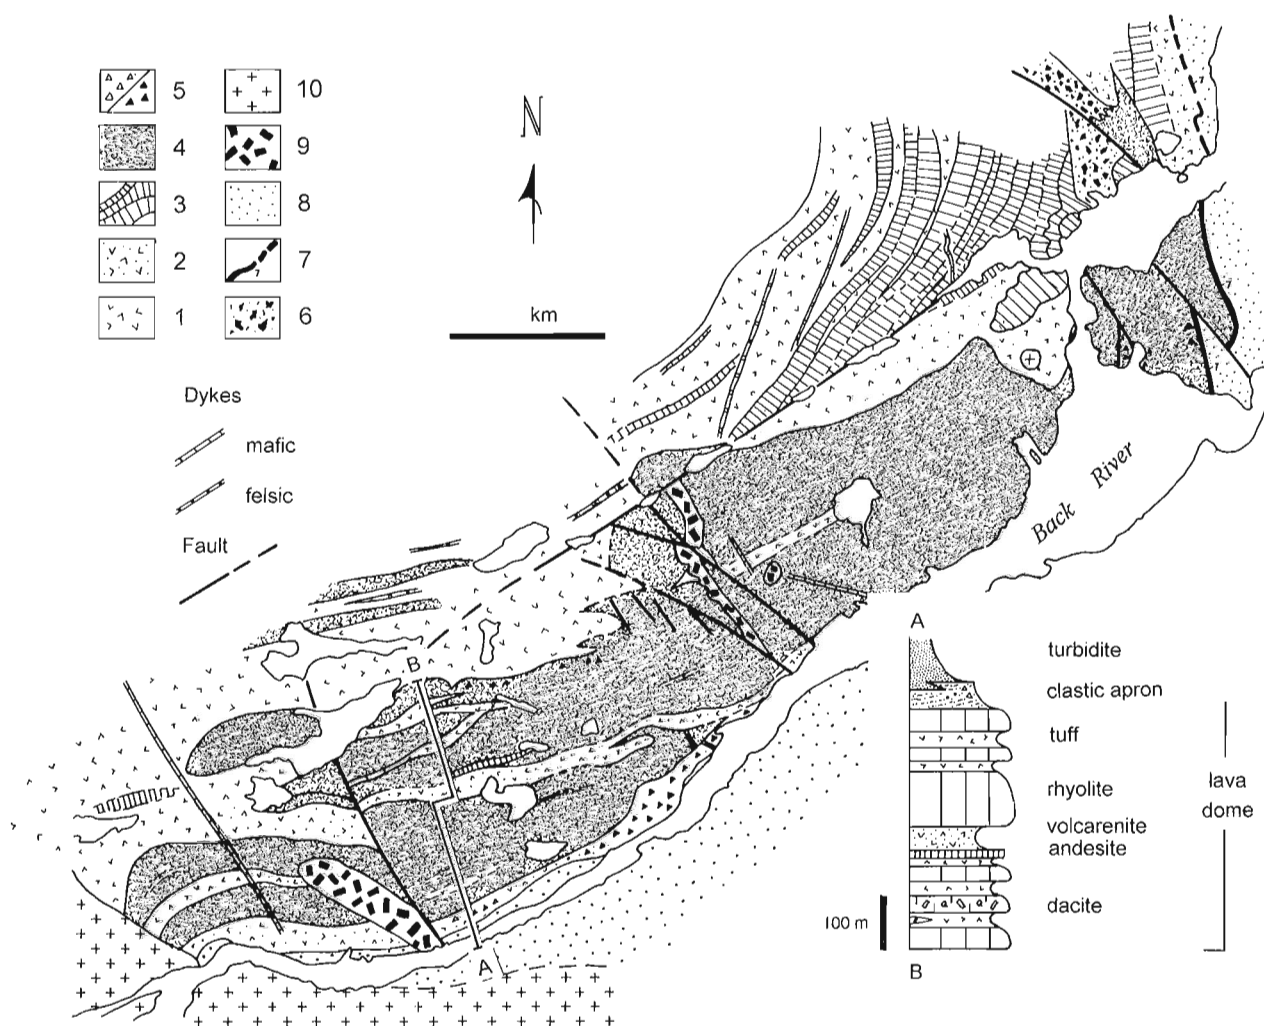 5 10
4 9
3 8
2 7
1 6
N
km
Dykes
mafic
felsic
Fault
Back River
B
A
A
turbidite
clastic apron
tuff
rhyolite
volcarenite
andesite
dacite
lava
dome
100 m
B